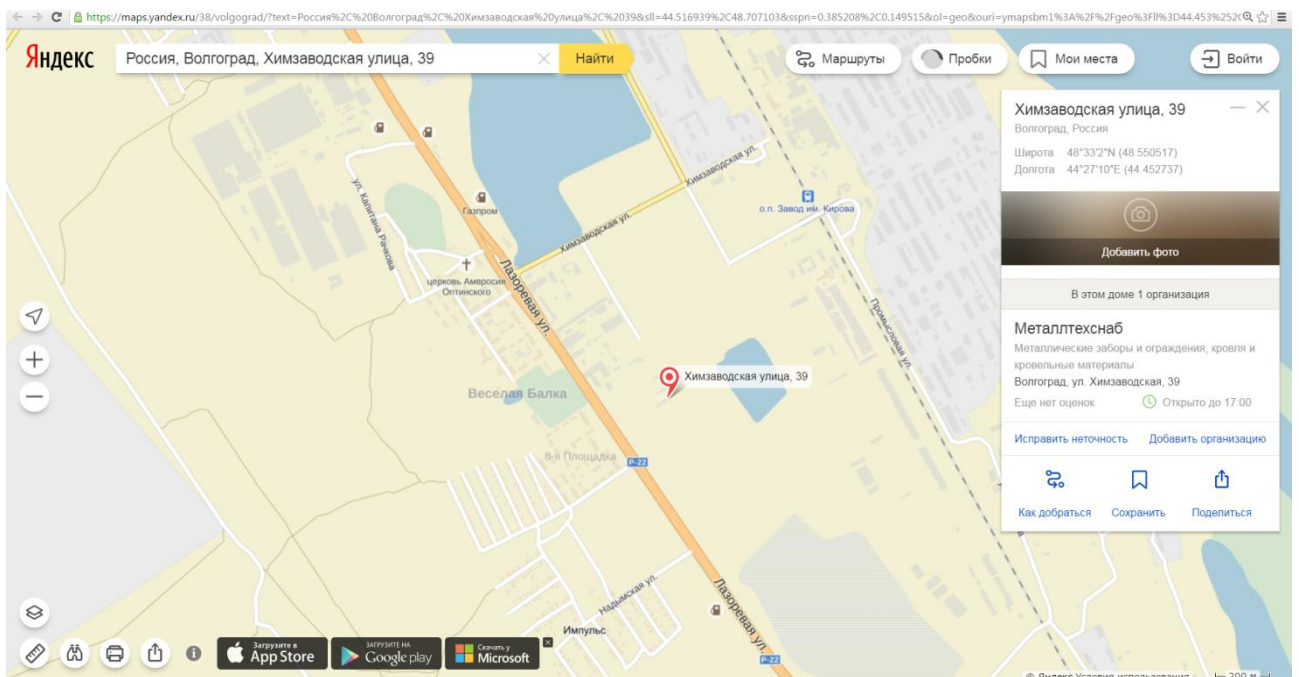 https://maps.yandex.ru/38/volgograd/?text=Россия%2C%20Волгоград%2C%20Химзаводская%20улица%2C%2039&sll=44.516939%2C48.707103&sspn=0.385208%2C0.149515&ol=geo&ouri=ymapsbm1%3A%2F%2Fgeo%3Fll%3D44.453%252
Яндекс
Россия, Волгоград, Химзаводская улица, 39
Найти
Маршруты
Пробки
Мои места
Войти
Химзаводская улица, 39
Волгоград, Россия
Широта 48°33'2"N (48.550517)
Долгота 44°27'10"E (44.452737)
Добавить фото
В этом доме 1 организация
Металлтехснаб
Металлические заборы и ограждения, кровля и
кровельные материалы
Волгоград, ул. Химзаводская, 39
Еще нет оценок
Открыто до 17:00
Исправить неточность
Добавить организацию
Как добраться
Сохранить
Поделиться
Химзаводская ул.
ул. Капитана Рачкова
Газпром
о.п. Завод им. Кирова
Химзаводская ул.
церковь Амвросия
Оптинского
Лазоревая ул.
Промысловая ул.
Химзаводская улица, 39
Весёлая Балка
8-я Площадка
Р-22
Надымская ул.
Лазоревая ул.
Импульс
Р-22
Загрузите в
App Store
ЗАГРУЗИТЕ НА
Google play
Скачать у
Microsoft
© Яндекс Условия использования
200 м